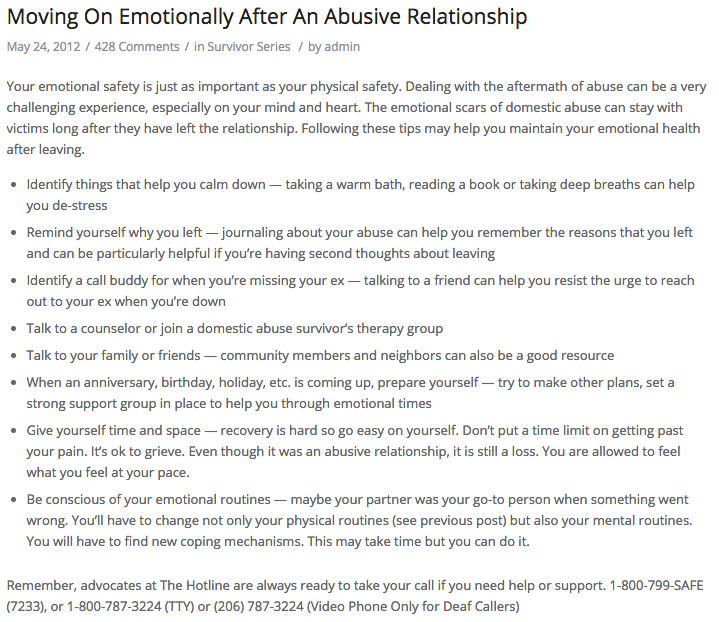 Moving On Emotionally After An Abusive Relationship
May 24, 2012 / 428 Comments / in Survivor Series / by admin
Your emotional safety is just as important as your physical safety. Dealing with the aftermath of abuse can be a very
challenging experience, especially on your mind and heart. The emotional scars of domestic abuse can stay with
victims long after they have left the relationship. Following these tips may help you maintain your emotional health
after leaving.
• Identify things that help you calm down — taking a warm bath, reading a book or taking deep breaths can help
you de-stress
• Remind yourself why you left — journaling about your abuse can help you remember the reasons that you left
and can be particularly helpful if you're having second thoughts about leaving
• Identify a call buddy for when you're missing your ex — talking to a friend can help you resist the urge to reach
out to your ex when you're down
• Talk to a counselor or join a domestic abuse survivor's therapy group
• Talk to your family or friends — community members and neighbors can also be a good resource
• When an anniversary, birthday, holiday, etc. is coming up, prepare yourself — try to make other plans, set a
strong support group in place to help you through emotional times
• Give yourself time and space — recovery is hard so go easy on yourself. Don't put a time limit on getting past
your pain. It's ok to grieve. Even though it was an abusive relationship, it is still a loss. You are allowed to feel
what you feel at your pace.
• Be conscious of your emotional routines — maybe your partner was your go-to person when something went
wrong. You'll have to change not only your physical routines (see previous post) but also your mental routines.
You will have to find new coping mechanisms. This may take time but you can do it.
Remember, advocates at The Hotline are always ready to take your call if you need help or support. 1-800-799-SAFE
(7233), or 1-800-787-3224 (TTY) or (206) 787-3224 (Video Phone Only for Deaf Callers)